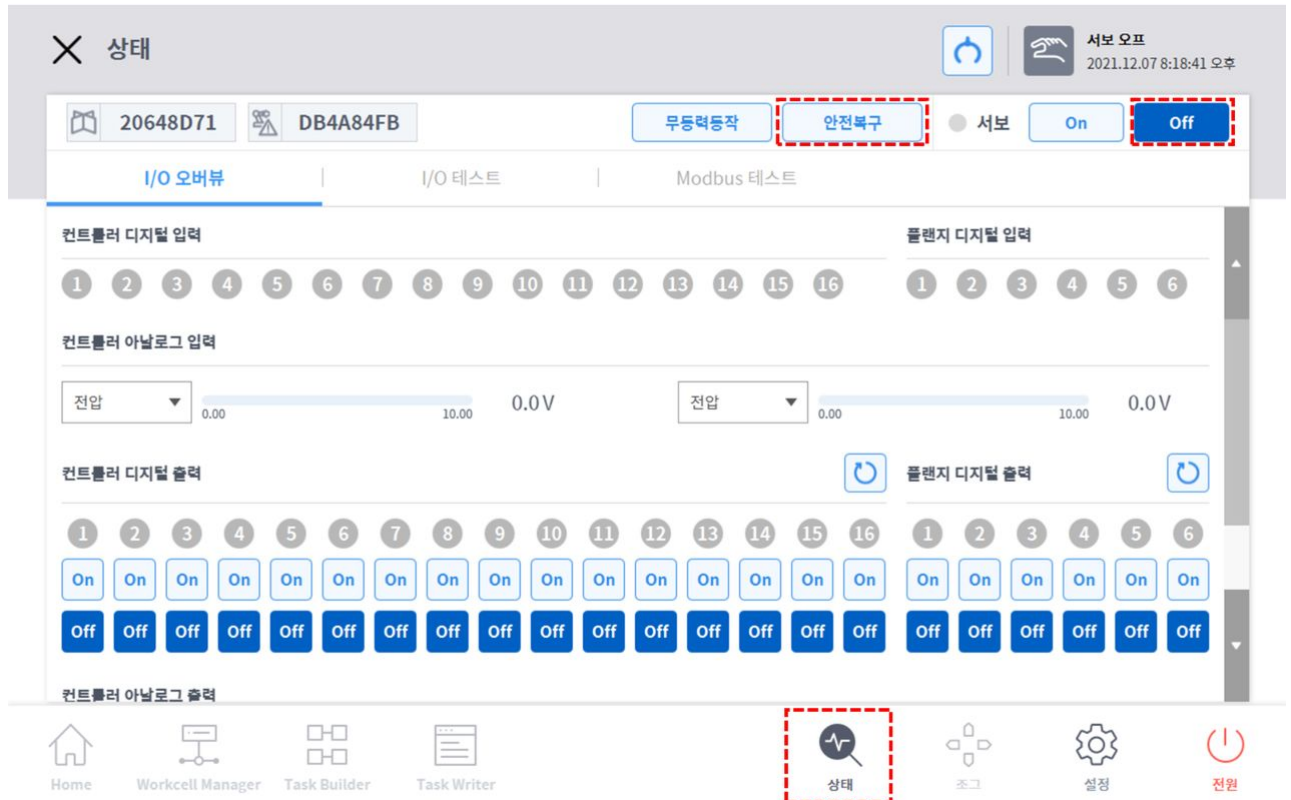 상태
서보 오프
2021.12.07 8:18:41 오후
20648D71 DB4A84FB 무동력동작 안전복구 서보 On Off
I/O 오버뷰 I/O 테스트 Modbus 테스트
컨트롤러 디지털 입력 플랜지 디지털 입력
1 2 3 4 5 6 7 8 9 10 11 12 13 14 15 16 1 2 3 4 5 6
컨트롤러 아날로그 입력
전압 0.00 10.00 0.0 V 전압 0.00 10.00 0.0 V
컨트롤러 디지털 출력 플랜지 디지털 출력
1 2 3 4 5 6 7 8 9 10 11 12 13 14 15 16 1 2 3 4 5 6
On On On On On On On On On On On On On On On On On On On On On On
Off Off Off Off Off Off Off Off Off Off Off Off Off Off Off Off Off Off Off Off Off Off
컨트롤러 아날로그 출력
Home Workcell Manager Task Builder Task Writer 상태 조그 설정 전원